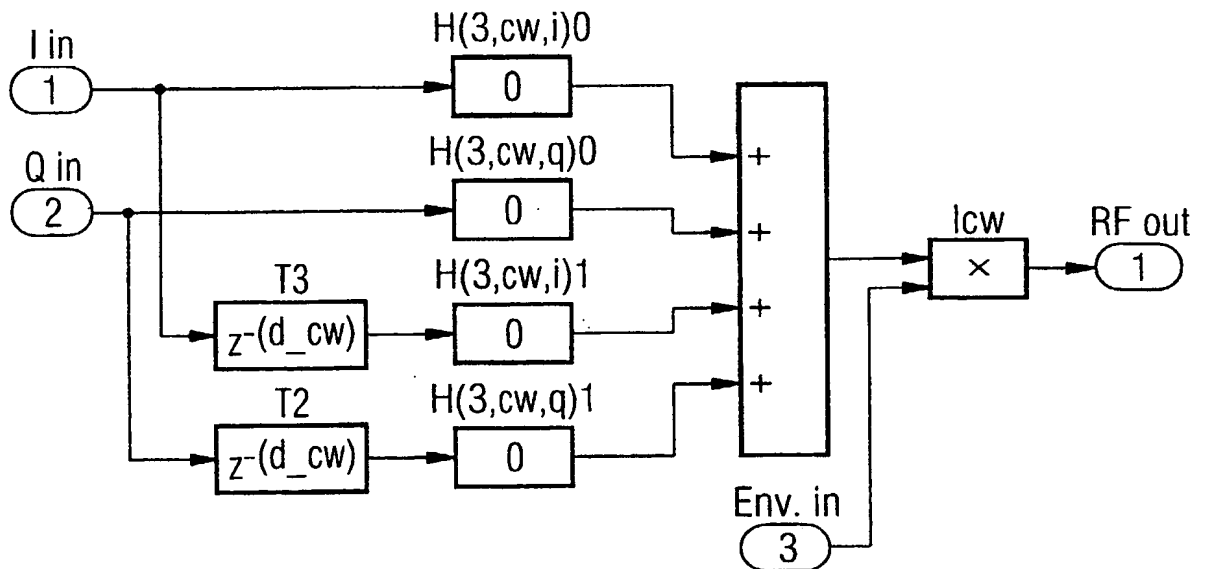 H(3,cw,i)0
I in
1
0
H(3,cw,q)0
+
Q in
2
0
+
Icw
RF out
T3
H(3,cw,i)1
×
1
z-(d_cw)
0
+
T2
H(3,cw,q)1
+
z-(d_cw)
0
Env. in
3